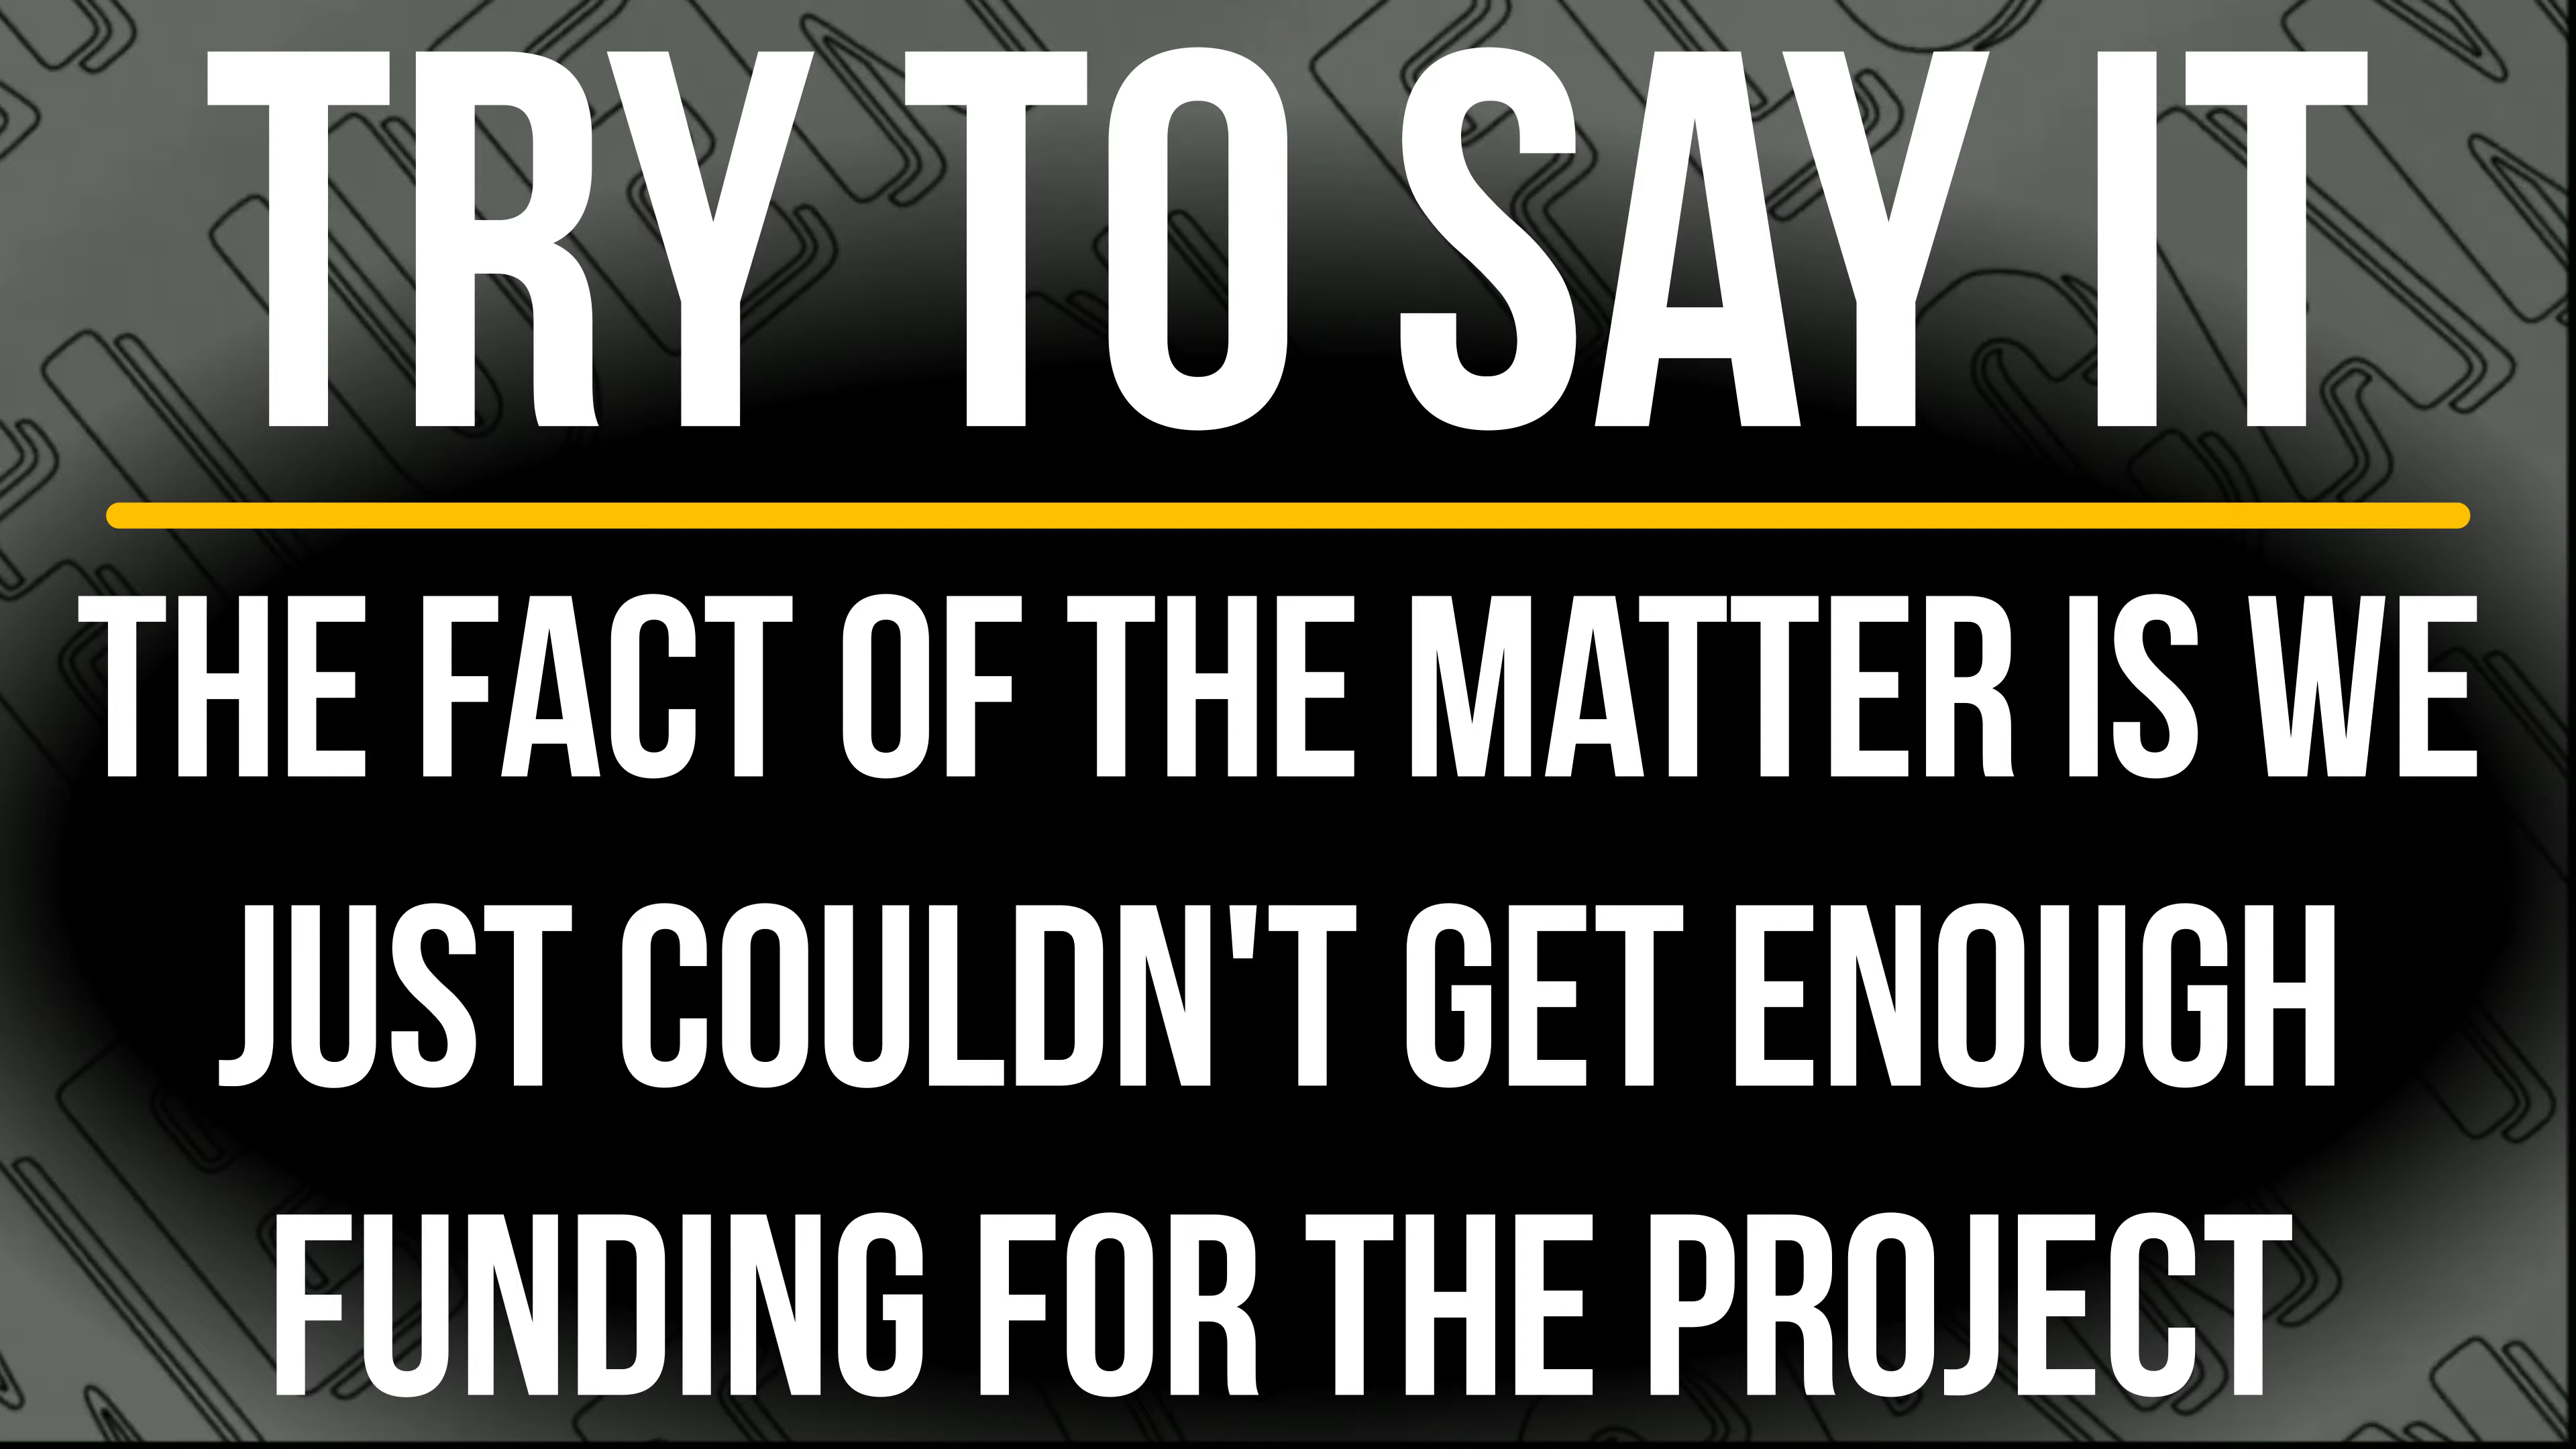 TRY TO SAY IT
THE FACT OF THE MATTER IS WE
JUST COULDN'T GET ENOUGH
FUNDING FOR THE PROJECT